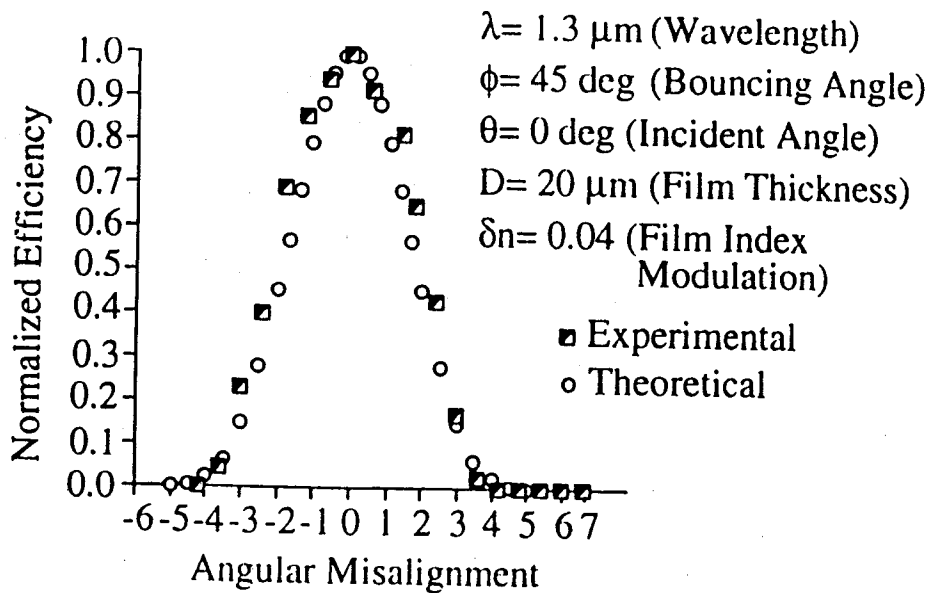 λ= 1.3 μm (Wavelength)
ϕ= 45 deg (Bouncing Angle)
θ= 0 deg (Incident Angle)
D= 20 μm (Film Thickness)
δn= 0.04 (Film Index
Modulation)
Experimental
Theoretical
Normalized Efficiency
1.0
0.9
0.8
0.7
0.6
0.5
0.4
0.3
0.2
0.1
0.0
-6 -5 -4 -3 -2 -1 0 1 2 3 4 5 6 7
Angular Misalignment